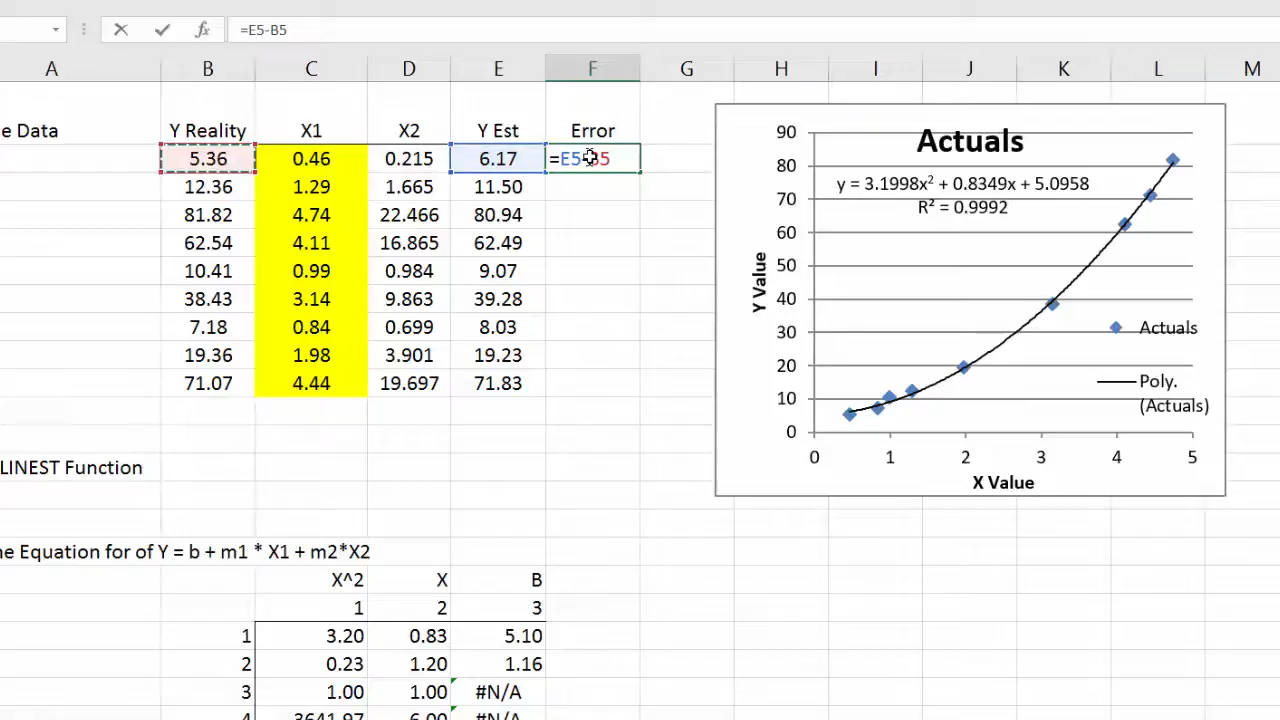 =E5-B5
A B C D E F G H I J K L M
e Data Y Reality X1 X2 Y Est Error
5.36 0.46 0.215 6.17 =E5-B5
12.36 1.29 1.665 11.50
81.82 4.74 22.466 80.94
62.54 4.11 16.865 62.49
10.41 0.99 0.984 9.07
38.43 3.14 9.863 39.28
7.18 0.84 0.699 8.03
19.36 1.98 3.901 19.23
71.07 4.44 19.697 71.83
LINEST Function
ne Equation for of Y = b + m1 * X1 + m2*X2
X^2 X B
1 2 3
1 3.20 0.83 5.10
2 0.23 1.20 1.16
3 1.00 1.00 #N/A
4 3641.97 6.00 #N/A
Actuals
y = 3.1998x² + 0.8349x + 5.0958
R² = 0.9992
90
80
70
60
50
40
30
20
10
0
Y Value
Actuals
Poly.
(Actuals)
0 1 2 3 4 5
X Value